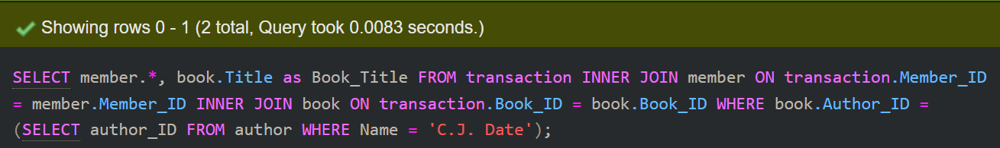 Showing rows 0 - 1 (2 total, Query took 0.0083 seconds.)
SELECT member.*, book.Title as Book_Title FROM transaction INNER JOIN member ON transaction.Member_ID
= member.Member_ID INNER JOIN book ON transaction.Book_ID = book.Book_ID WHERE book.Author_ID =
(SELECT author_ID FROM author WHERE Name = 'C.J. Date');